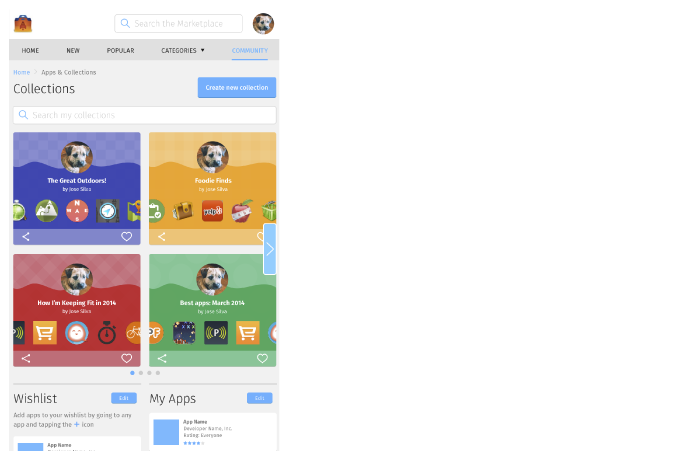 Search the Marketplace
HOME NEW POPULAR CATEGORIES ▼ COMMUNITY
Home Apps & Collections
Collections
Create new collection
Search my collections
The Great Outdoors!
by Jose Silva
Foodie Finds
by Jose Silva
yelp
How I'm Keeping Fit in 2014
by Jose Silva
Best apps: March 2014
by Jose Silva
Wishlist
Edit
Add apps to your wishlist by going to any
app and tapping the + icon
App Name
My Apps
Edit
App Name
Developer Name, Inc.
Rating: Everyone